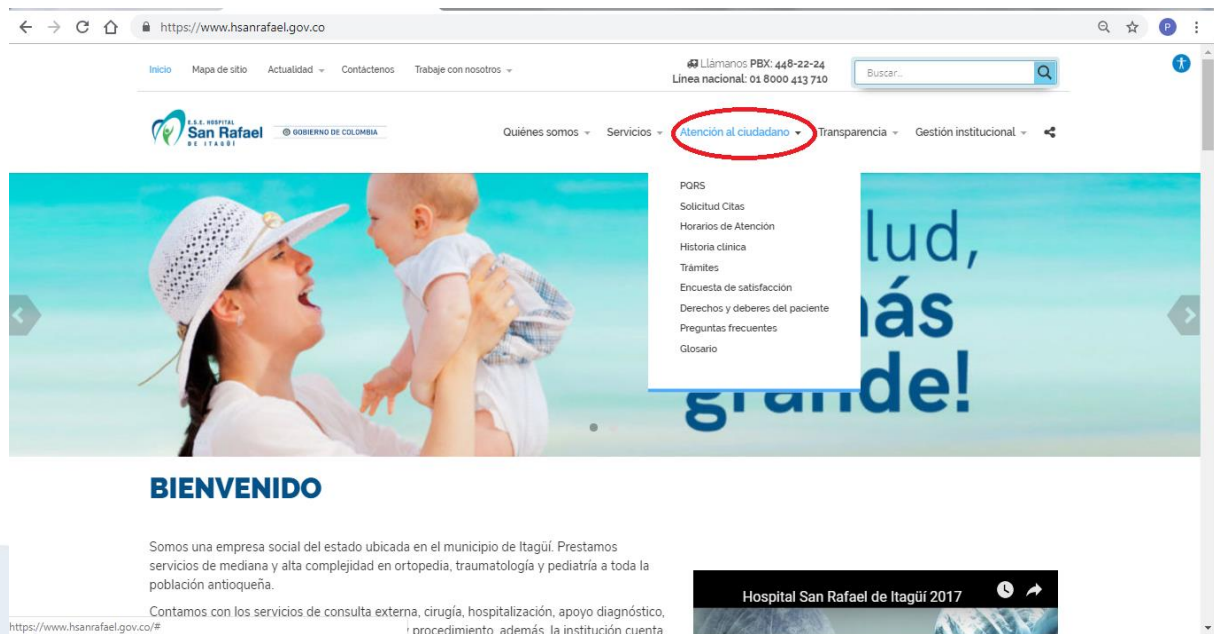 https://www.hsanrafael.gov.co
P
Inicio Mapa de sitio Actualidad Contáctenos Trabaje con nosotros
Llámanos PBX: 448-22-24
Línea nacional: 01 8000 413 710
Buscar..
E.S.E. HOSPITAL
San Rafael
DE ITAGÜÍ
GOBIERNO DE COLOMBIA
Quiénes somos Servicios Atención al ciudadano Transparencia Gestión institucional
PQRS
Solicitud Citas
Horarios de Atención
Historia clínica
Trámites
Encuesta de satisfacción
Derechos y deberes del paciente
Preguntas frecuentes
Glosario
lud,
ás
grande!
BIENVENIDO
Somos una empresa social del estado ubicada en el municipio de Itagüí. Prestamos
servicios de mediana y alta complejidad en ortopedia, traumatología y pediatría a toda la
población antioqueña.
Contamos con los servicios de consulta externa, cirugía, hospitalización, apoyo diagnóstico,
y procedimiento, además, la institución cuenta
Hospital San Rafael de Itagüí 2017
https://www.hsanrafael.gov.co/#